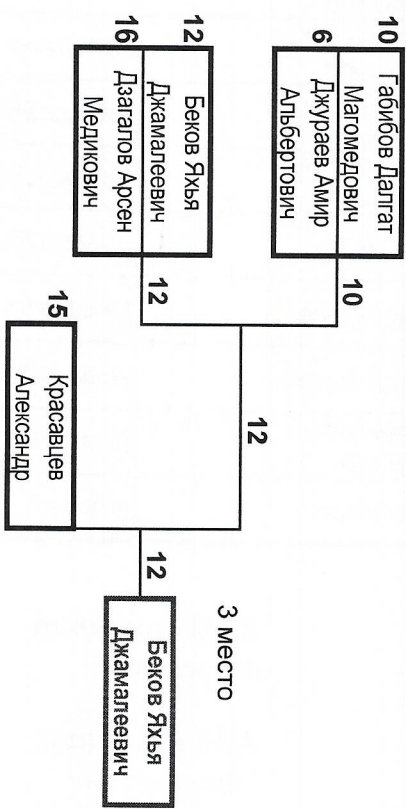 10
Габибов Далгат
Магомедович
6
Джураев Амир
Альбертович
10
12
Беков Яхья
Джамалеевич
16
Дзагалов Арсен
Медикович
12
12
15
Красавцев
Александр
12
3 место
Беков Яхья
Джамалеевич